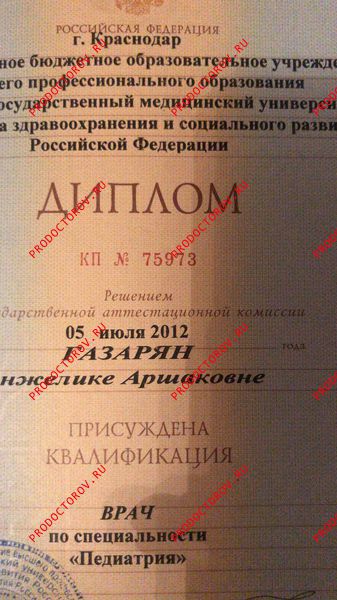 РОССИЙСКАЯ ФЕДЕРАЦИЯ
г. Краснодар
ное бюджетное образовательное учрежде
его профессионального образования
осударственный медицинский универси
а здравоохранения и социального разви
Российской Федерации
ДИПЛОМ
КП № 75973
Решением
дарственной аттестационной комиссии
05 июля 2012 года
ГАЗАРЯН
нжелике Аршаковне
ПРИСУЖДЕНА
КВАЛИФИКАЦИЯ
ВРАЧ
по специальности
«Педиатрия»
PRODOCTOROV.RU